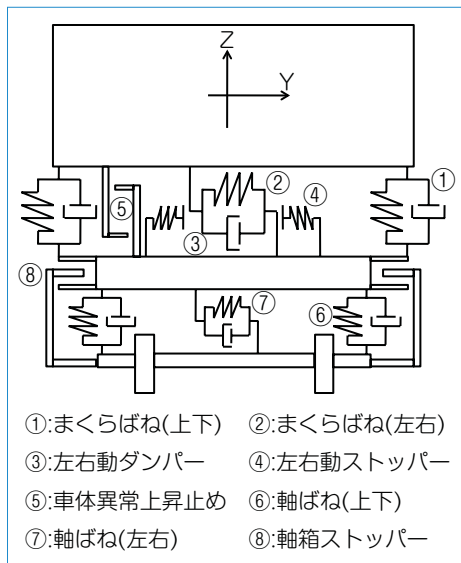 Z
Y
①
②
④
⑤
③
⑧
⑦
⑥
①:まくらばね(上下) ②:まくらばね(左右)
③:左右動ダンパー ④:左右動ストッパー
⑤:車体異常上昇止め ⑥:軸ばね(上下)
⑦:軸ばね(左右) ⑧:軸箱ストッパー